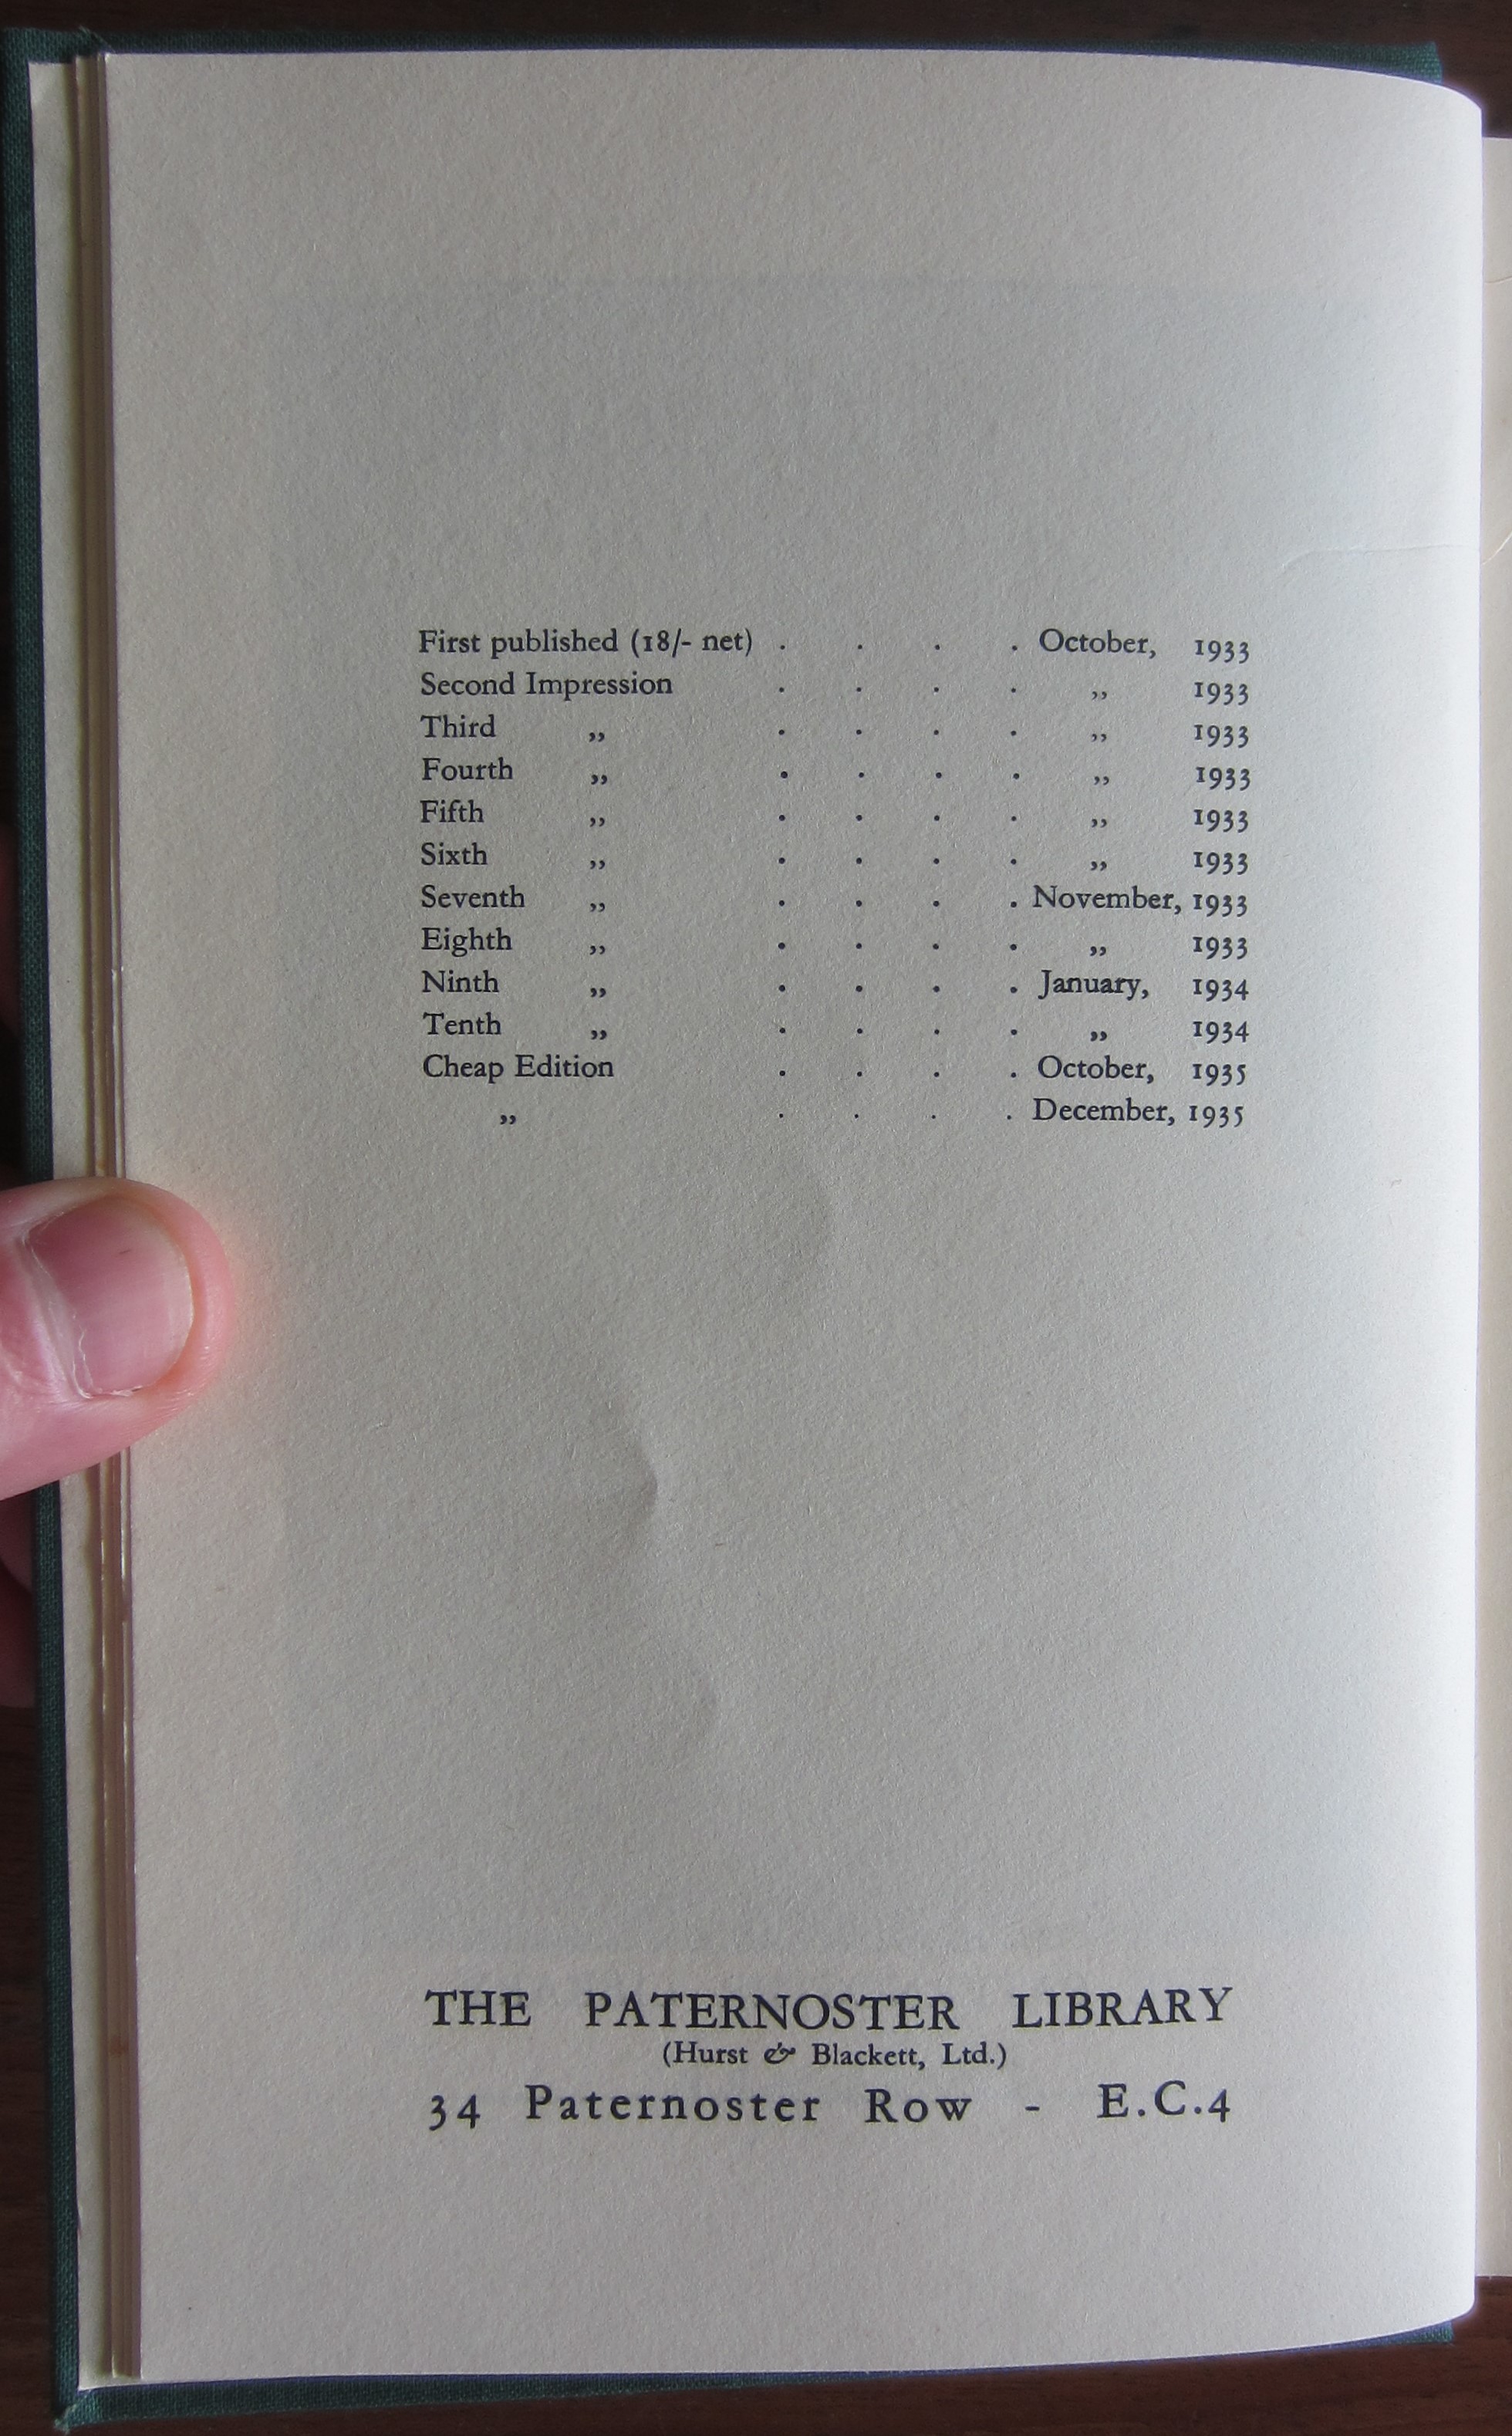 First published (18/- net) . . . . October, 1933
Second Impression . . . . ,, 1933
Third ,, . . . . ,, 1933
Fourth ,, . . . . ,, 1933
Fifth ,, . . . . ,, 1933
Sixth ,, . . . . ,, 1933
Seventh ,, . . . . November, 1933
Eighth ,, . . . . ,, 1933
Ninth ,, . . . . January, 1934
Tenth ,, . . . . ,, 1934
Cheap Edition . . . . October, 1935
,, . . . . December, 1935
THE PATERNOSTER LIBRARY
(Hurst & Blackett, Ltd.)
34 Paternoster Row - E.C.4